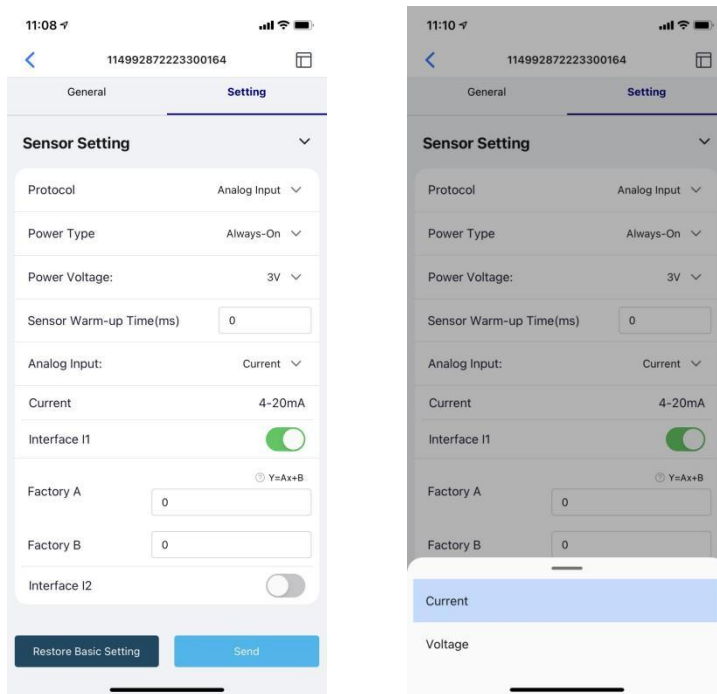 11:08
114992872223300164
General Setting
Sensor Setting
Protocol Analog Input
Power Type Always-On
Power Voltage: 3V
Sensor Warm-up Time(ms) 0
Analog Input: Current
Current 4-20mA
Interface I1
? Y=Ax+B
Factory A 0
Factory B 0
Interface I2
Restore Basic Setting Send
11:10
114992872223300164
General Setting
Sensor Setting
Protocol Analog Input
Power Type Always-On
Power Voltage: 3V
Sensor Warm-up Time(ms) 0
Analog Input: Current
Current 4-20mA
Interface I1
? Y=Ax+B
Factory A 0
Factory B 0
Current
Voltage